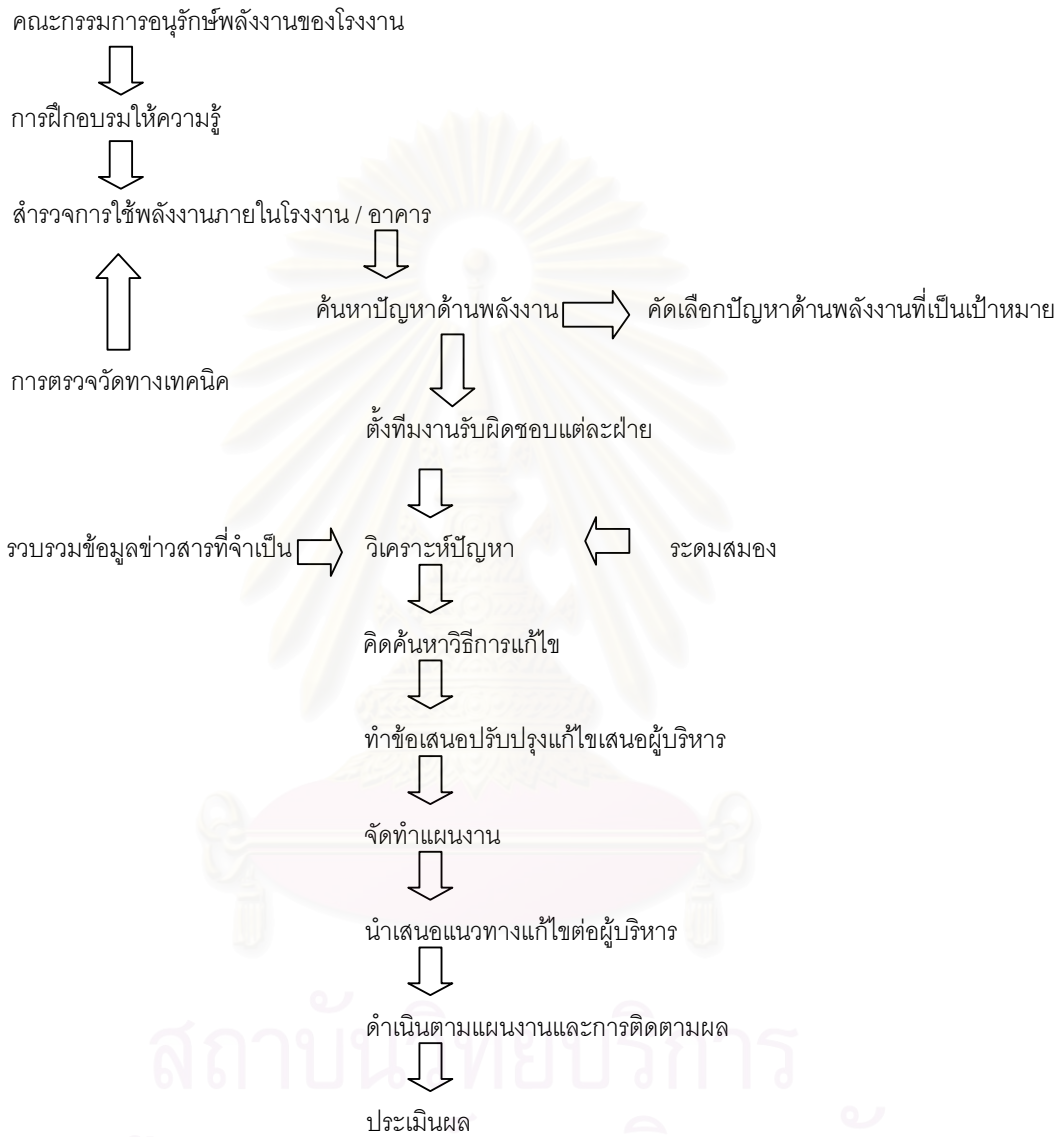 คณะกรรมการอนุรักษ์พลังงานของโรงงาน
การฝึกอบรมให้ความรู้
สำรวจการใช้พลังงานภายในโรงงาน / อาคาร
ค้นหาปัญหาด้านพลังงาน คัดเลือกปัญหาด้านพลังงานที่เป็นเป้าหมาย
การตรวจวัดทางเทคนิค
ตั้งทีมงานรับผิดชอบแต่ละฝ่าย
รวบรวมข้อมูลข่าวสารที่จำเป็น วิเคราะห์ปัญหา ระดมสมอง
คิดค้นหาวิธีการแก้ไข
ทำข้อเสนอปรับปรุงแก้ไขเสนอผู้บริหาร
จัดทำแผนงาน
นำเสนอแนวทางแก้ไขต่อผู้บริหาร
ดำเนินตามแผนงานและการติดตามผล
สถาบันวิทยบริการ
ประเมินผล